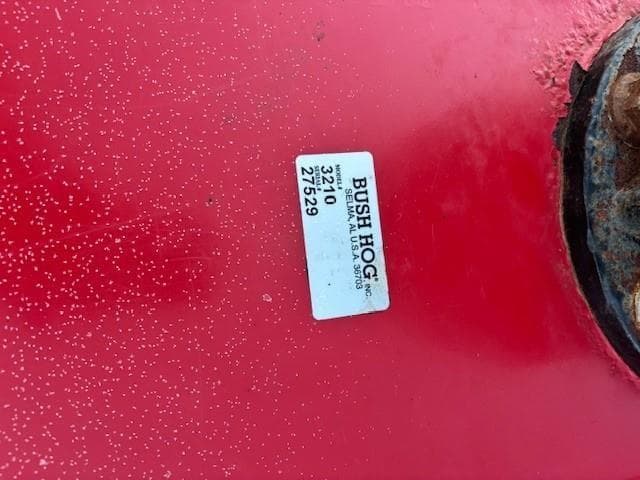 BUSH HOG® INC.
SELMA, AL U.S.A. 36703
MODEL#
3210
SERIAL#
27529